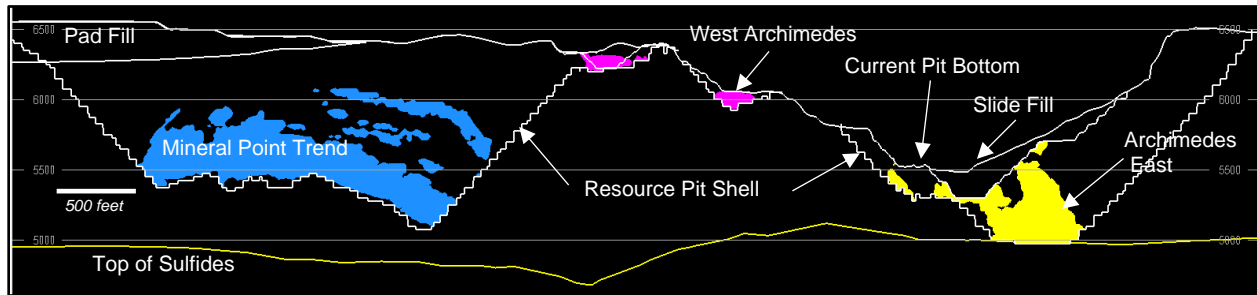 West Archimedes
6500
6500
Pad Fill
Current Pit Bottom
6000
6000
Slide Fill
Mineral Point Trend
Archimedes
East
5500
5500
Resource Pit Shell
500 feet
5000
5000
Top of Sulfides